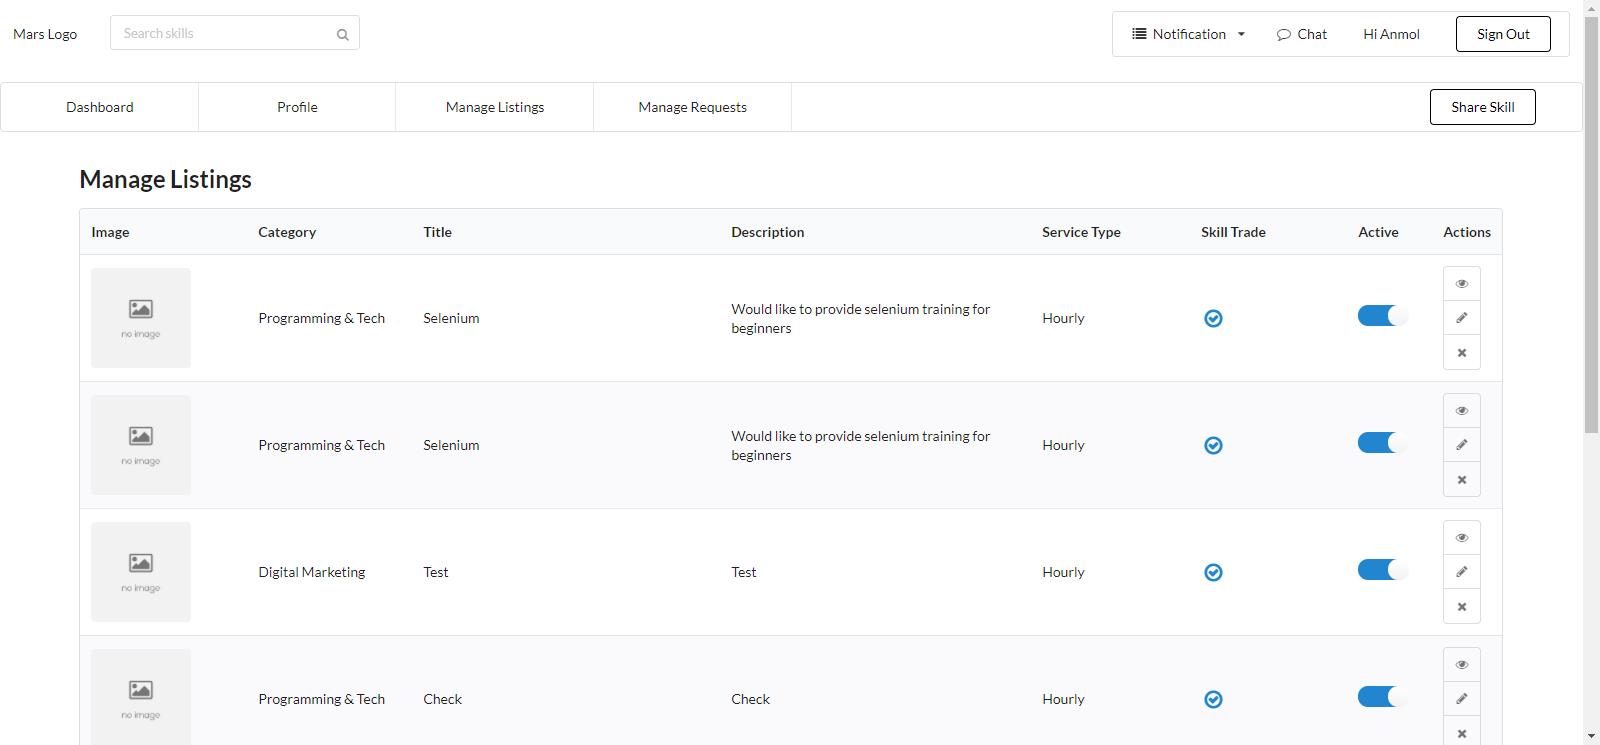 Mars Logo
Search skills
Notification
Chat
Hi Anmol
Sign Out
Dashboard
Profile
Manage Listings
Manage Requests
Share Skill
Manage Listings
Image
Category
Title
Description
Service Type
Skill Trade
Active
Actions
no image
Programming & Tech
Selenium
Would like to provide selenium training for
beginners
Hourly
no image
Programming & Tech
Selenium
Would like to provide selenium training for
beginners
Hourly
no image
Digital Marketing
Test
Test
Hourly
no image
Programming & Tech
Check
Check
Hourly